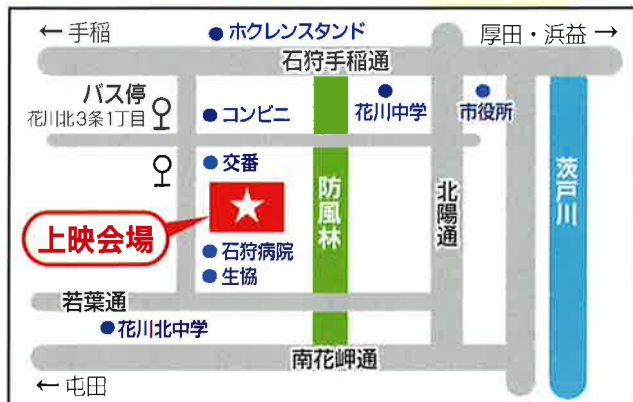 ← 手稲
ホクレンスタンド
厚田・浜益 →
石狩手稲通
バス停
花川北3条1丁目
コンビニ
花川中学
市役所
交番
防風林
北陽通
茨戸川
上映会場
石狩病院
生協
若葉通
花川北中学
南花岬通
← 屯田